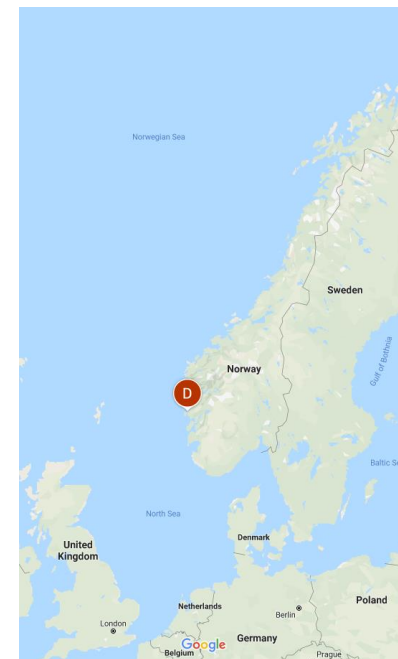 Norwegian Sea
Sweden
Gulf of Bothnia
Norway
D
Baltic Se
North Sea
Denmark
United
Kingdom
Poland
Netherlands
Berlin
London
Google
Germany
Belgium
Prague